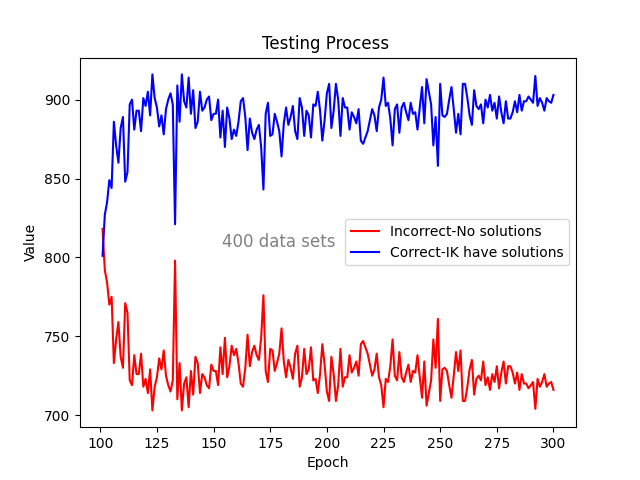 Testing Process
Value
900
850
800
750
700
400 data sets
Incorrect-No solutions
Correct-IK have solutions
100
125
150
175
200
225
250
275
300
Epoch